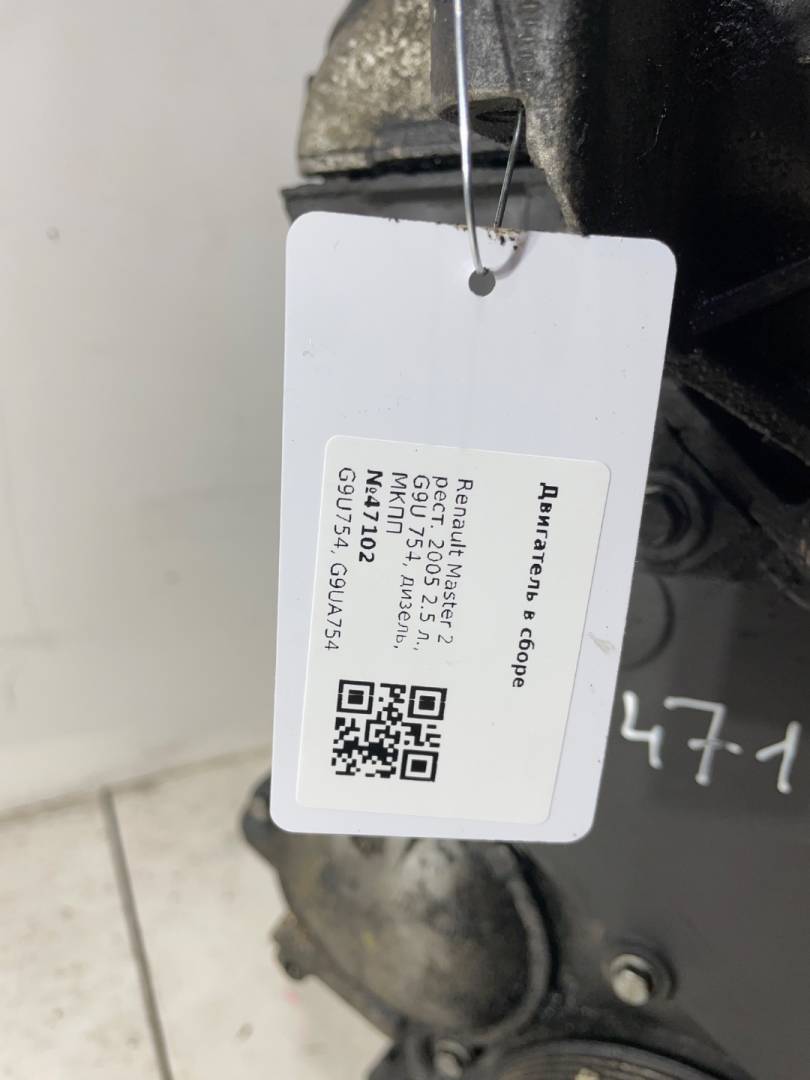 Двигатель в сборе
Renault Master 2
рест. 2005 2.5 л.,
G9U 754, дизель,
МКПП
№47102
G9U754, G9UA754
471